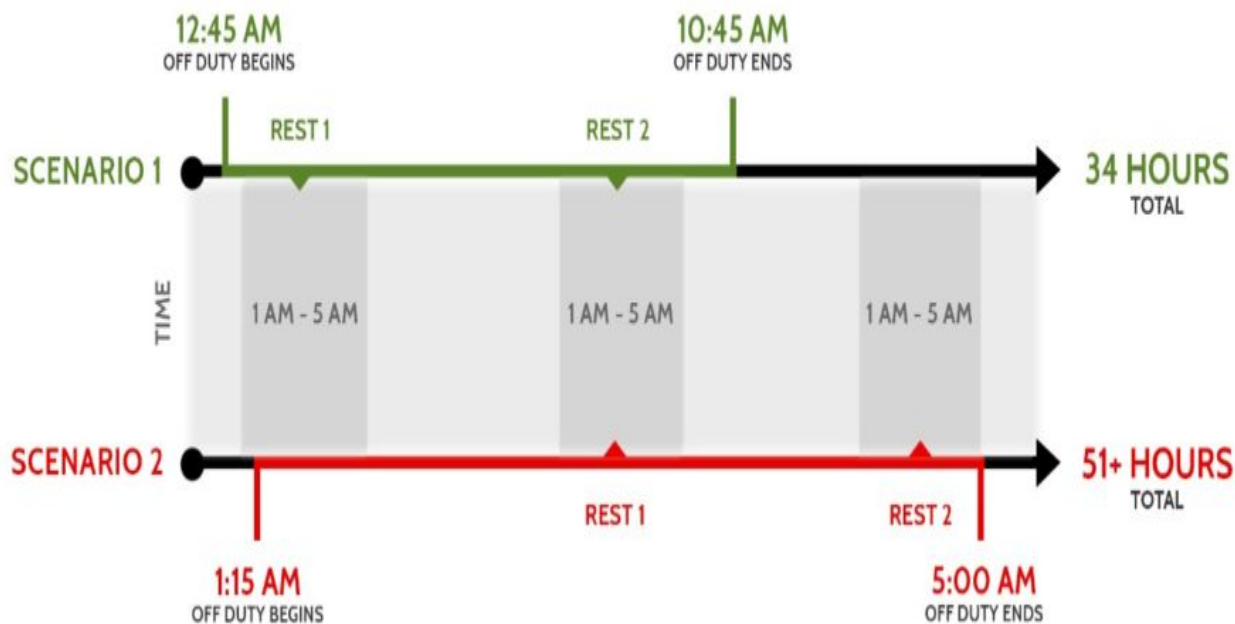 12:45 AM
OFF DUTY BEGINS
10:45 AM
OFF DUTY ENDS
REST 1
REST 2
SCENARIO 1
34 HOURS
TOTAL
TIME
1 AM - 5 AM
1 AM - 5 AM
1 AM - 5 AM
SCENARIO 2
51+ HOURS
TOTAL
REST 1
REST 2
1:15 AM
OFF DUTY BEGINS
5:00 AM
OFF DUTY ENDS